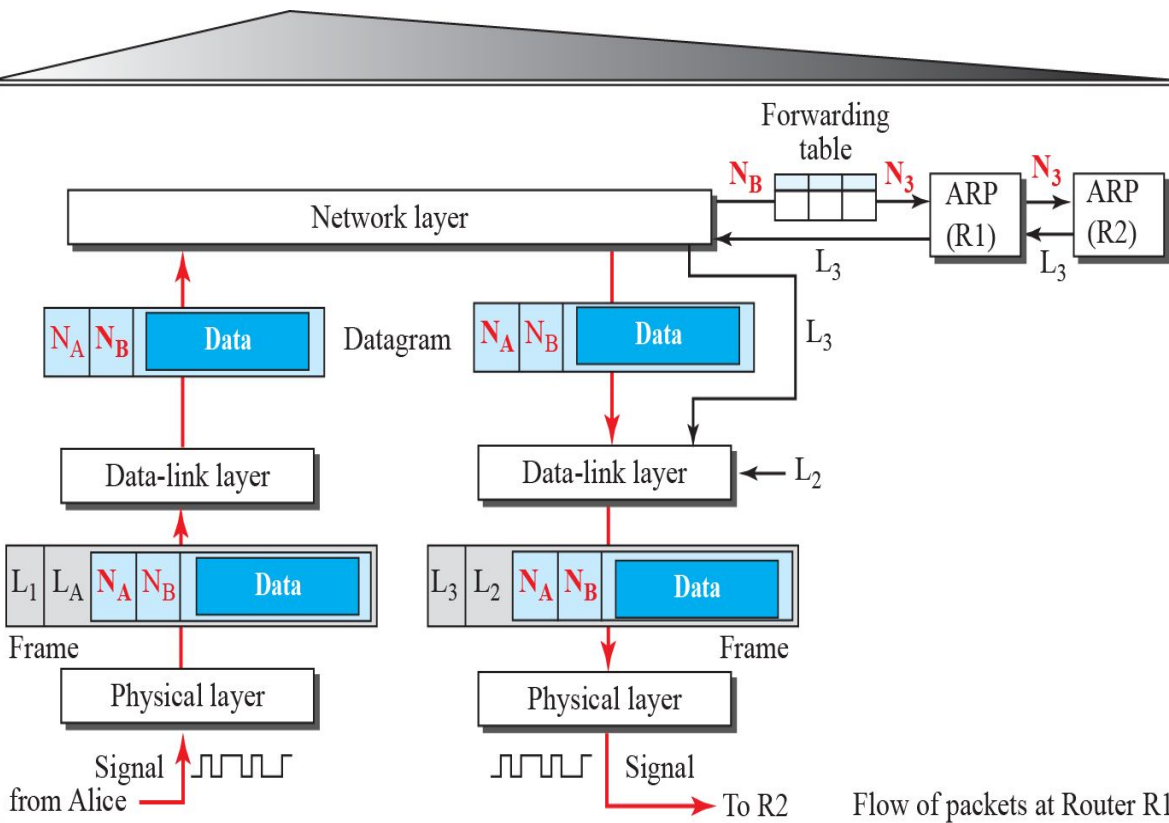 Forwarding
table
N_B
N_3
ARP
(R1)
N_3
ARP
(R2)
L_3
L_3
Network layer
N_A N_B Data
Datagram
N_A N_B Data
L_3
Data-link layer
Data-link layer
L_2
L_1 L_A N_A N_B Data
Frame
L_3 L_2 N_A N_B Data
Frame
Physical layer
Physical layer
Signal
from Alice
Signal
To R2
Flow of packets at Router R1